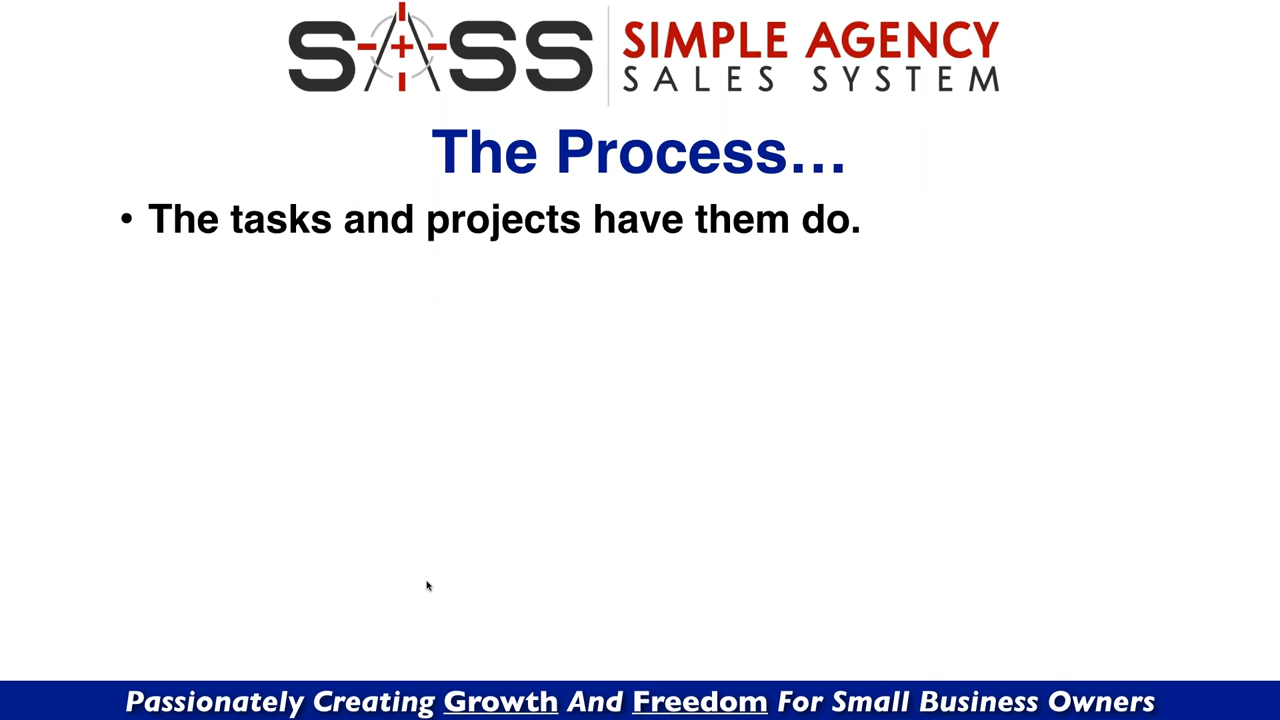 SASS SIMPLE AGENCY
SALES SYSTEM
The Process…
• The tasks and projects have them do.
Passionately Creating Growth And Freedom For Small Business Owners